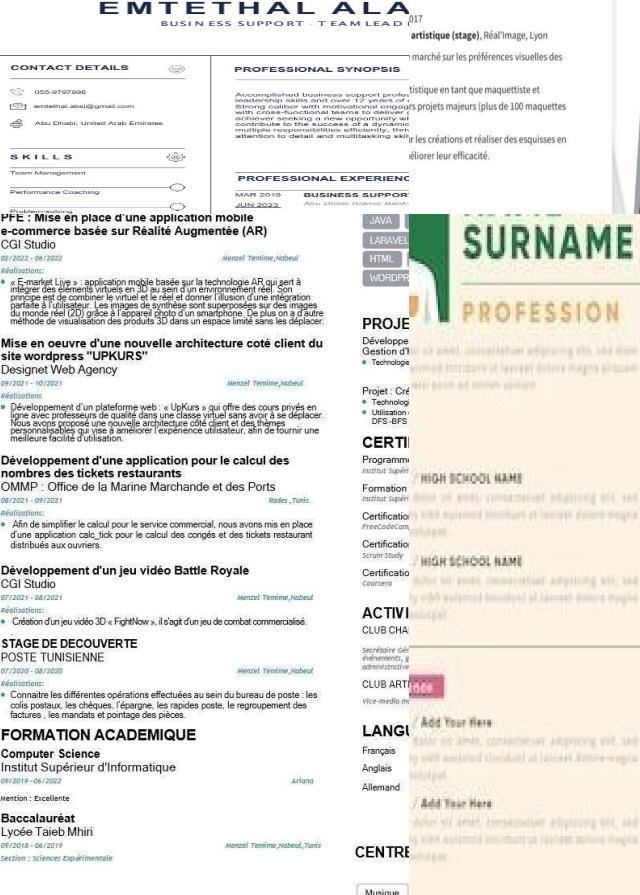 EMTETHAL ALA
BUSINESS SUPPORT - TEAM LEAD
CONTACT DETAILS
055-9797996
emtethal.absi@gmail.com
Abu Dhabi, United Arab Emirates
SKILLS
Team Management
Performance Coaching
Problem-solving
PROFESSIONAL SYNOPSIS
Accomplished business support profes
leadership skills and over 12 years of
Strong caliber with motivational engag
with cross-functional teams to deliver
achiever seeking a new opportunity wh
contribute to the success of a dynamic
multiple responsibilities efficiently, thri
attention to detail and multitasking skil
PROFESSIONAL EXPERIENC
MAR 2019 BUSINESS SUPPOR
JUN 2023 Abu Dhabi Islamic Bank
017
artistique (stage), Réal'Image, Lyon
marché sur les préférences visuelles des
tistique en tant que maquettiste et
s projets majeurs (plus de 100 maquettes
r les créations et réaliser des esquisses en
éliorer leur efficacité.
PFE : Mise en place d'une application mobile
e-commerce basée sur Réalité Augmentée (AR)
CGI Studio
02/2022 - 06/2022 Menzel Temime,Nabeul
Réalisations:
« E-market Live » : application mobile basée sur la technologie AR qui sert à
intégrer des éléments virtuels en 3D au sein d'un environnement réel. Son
principe est de combiner le virtuel et le réel et donner l'illusion d'une intégration
parfaite à l'utilisateur. Les images de synthèse sont superposées sur des images
du monde réel (2D) grâce à l'appareil photo d'un smartphone. De plus on a d'autre
méthode de visualisation des produits 3D dans un espace limité sans les déplacer.
Mise en oeuvre d'une nouvelle architecture coté client du
site wordpress "UPKURS"
Designet Web Agency
09/2021 - 10/2021 Menzel Temime,Nabeul
Réalisations
Développement d'un plateforme web : « UpKurs » qui offre des cours privés en
ligne avec professeurs de qualité dans une classe virtuel sans avoir à se déplacer.
Nous avons proposé une nouvelle architecture côté client et des thèmes
personnalisables qui vise à améliorer l'expérience utilisateur, afin de fournir une
meilleure facilité d'utilisation.
Développement d'une application pour le calcul des
nombres des tickets restaurants
OMMP : Office de la Marine Marchande et des Ports
08/2021 - 09/2021 Rades ,Tunis
Réalisations:
Afin de simplifier le calcul pour le service commercial, nous avons mis en place
d'une application calc_tick pour le calcul des congés et des tickets restaurant
distribués aux ouvriers.
Développement d'un jeu vidéo Battle Royale
CGI Studio
07/2021 - 08/2021 Menzel Temime,Nabeul
Réalisations:
Création d'un jeu vidéo 3D « FightNow », il s'agit d'un jeu de combat commercialisé.
STAGE DE DECOUVERTE
POSTE TUNISIENNE
07/2020 - 08/2020 Menzel Temime,Nabeul
Réalisations:
Connaitre les différentes opérations effectuées au sein du bureau de poste : les
colis postaux, les chèques, l'épargne, les rapides poste, le regroupement des
factures , les mandats et pointage des pièces.
FORMATION ACADEMIQUE
Computer Science
Institut Supérieur d'Informatique
09/2019 - 06/2022 Ariana
Mention : Excellente
Baccalauréat
Lycée Taieb Mhiri
09/2018 - 06/2019 Menzel Temime,Nabeul,Tunis
Section : Sciences Expérimentale
JAVA
LARAVEL
HTML
WORDPR
PROJE
Développe
Gestion d'I
Technologie
Projet : Cré
Technologi
Utilisation
DFS-BFS
CERTI
Programme
Institut Supéri
Formation
Institut Supéri
Certificatio
FreeCodeCam
Certificatio
Scrum Study
Certificatio
Coursera
ACTIVI
CLUB CHA
Secrétaire Gén
événements, g
administrative
CLUB ARTI
Vice-media m
LANGU
Français
Anglais
Allemand
CENTRE
Musique
SURNAME
PROFESSION
/ HIGH SCHOOL NAME
/ HIGH SCHOOL NAME
/ Add Your Here
/ Add Your Here